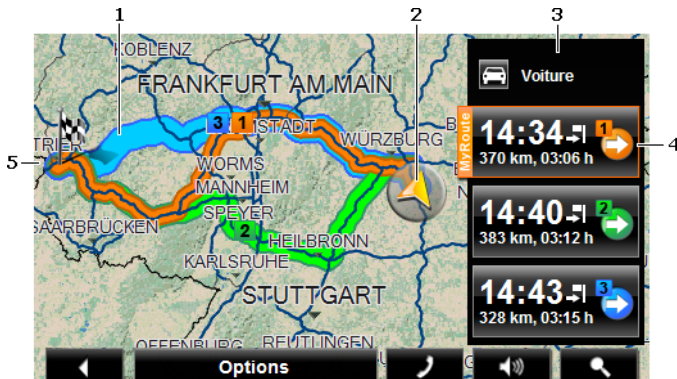 1
2
3
KOBLENZ
FRANKFURT AM MAIN
Voiture
3 1
MSTADT
WÜRZBURG
B
MyRoute
14:34
1
370 km, 03:06 h
4
TRIER
5
WORMS
MANNHEIM
N
14:40
2
383 km, 03:12 h
SAARBRÜCKEN
SPEYER
2
HEILBRONN
KARLSRUHE
14:43
3
328 km, 03:15 h
STUTTGART
OFFENBURG
REUTLINGEN
Options